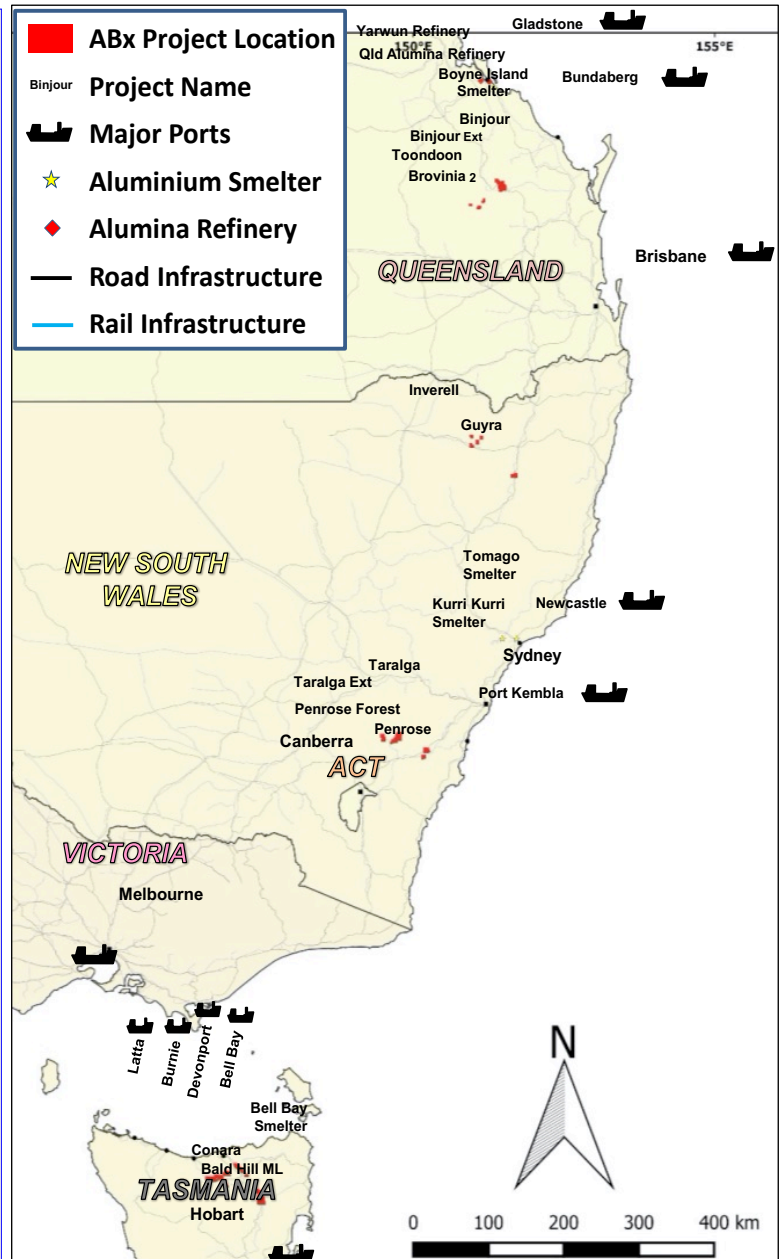 ABx Project Location
Binjour Project Name
Major Ports
Aluminium Smelter
Alumina Refinery
Road Infrastructure
Rail Infrastructure
Yarwun Refinery
Gladstone
150°E
155°E
Qld Alumina Refinery
Boyne Island
Smelter
Bundaberg
Binjour
Binjour Ext
Toondoon
Brovinia 2
Brisbane
QUEENSLAND
Inverell
Guyra
NEW SOUTH
WALES
Tomago
Smelter
Kurri Kurri
Smelter
Newcastle
Sydney
Taralga
Taralga Ext
Port Kembla
Penrose Forest
Penrose
Canberra
ACT
VICTORIA
Melbourne
Latta
Burnie
Devonport
Bell Bay
N
Bell Bay
Smelter
Conara
Bald Hill ML
TASMANIA
Hobart
0 100 200 300 400 km